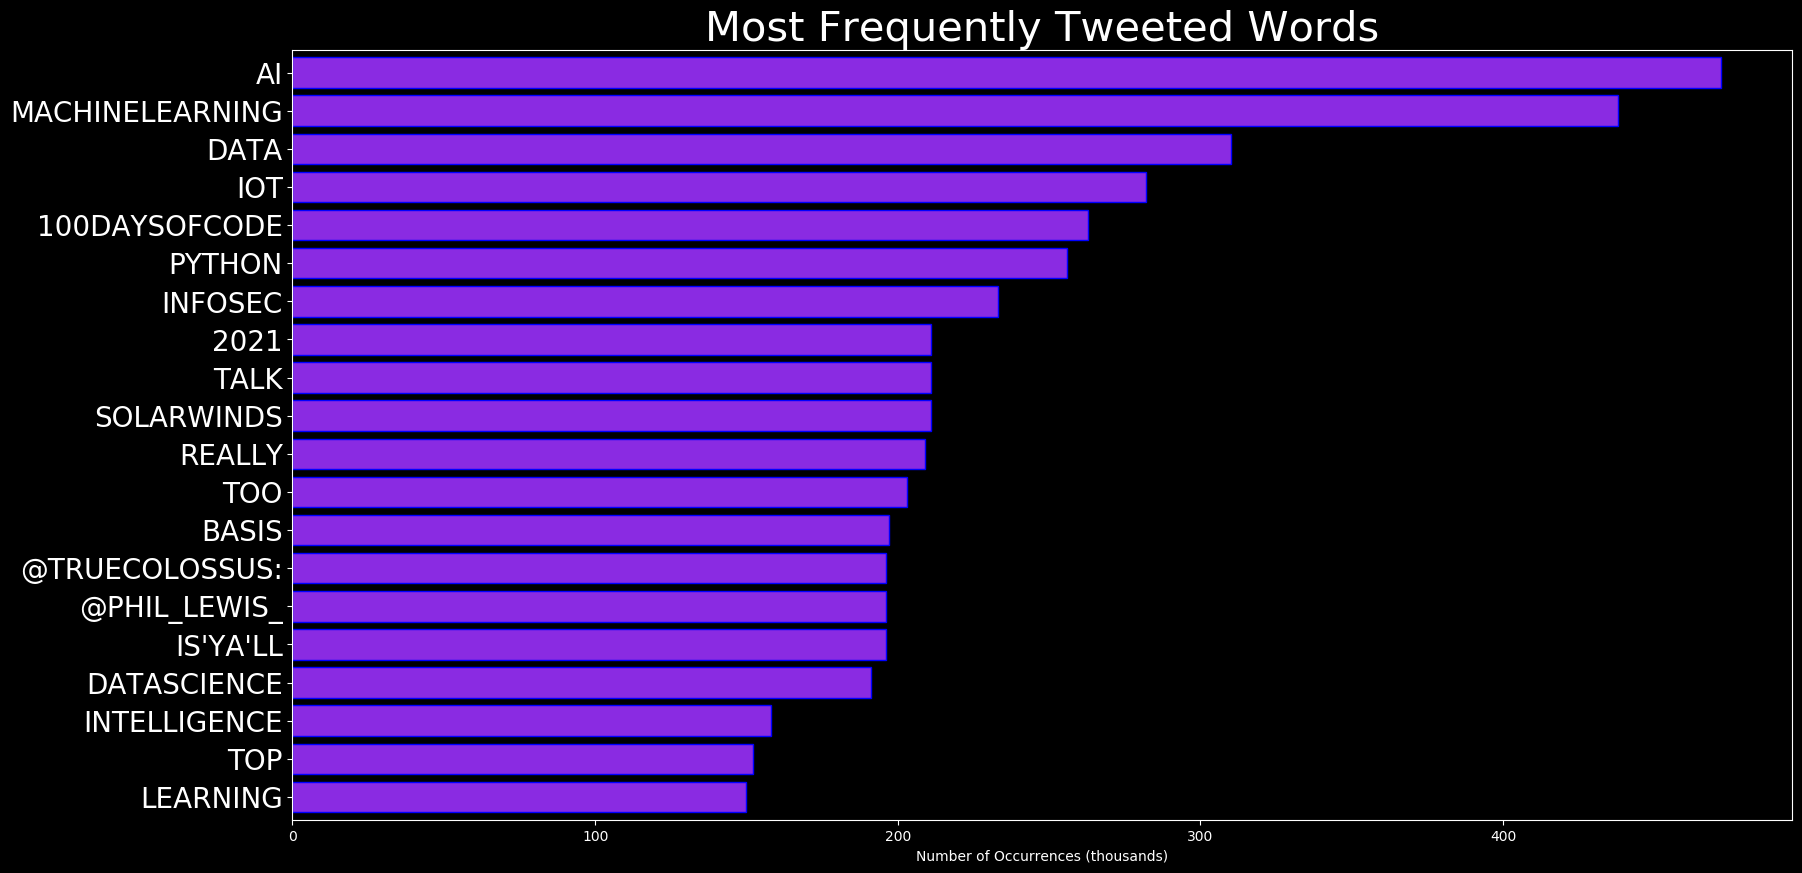 Most Frequently Tweeted Words
AI
MACHINELEARNING
DATA
IOT
100DAYSOFCODE
PYTHON
INFOSEC
2021
TALK
SOLARWINDS
REALLY
TOO
BASIS
@TRUECOLOSSUS:
@PHIL_LEWIS_
IS'YA'LL
DATASCIENCE
INTELLIGENCE
TOP
LEARNING
0 100 200 300 400
Number of Occurrences (thousands)